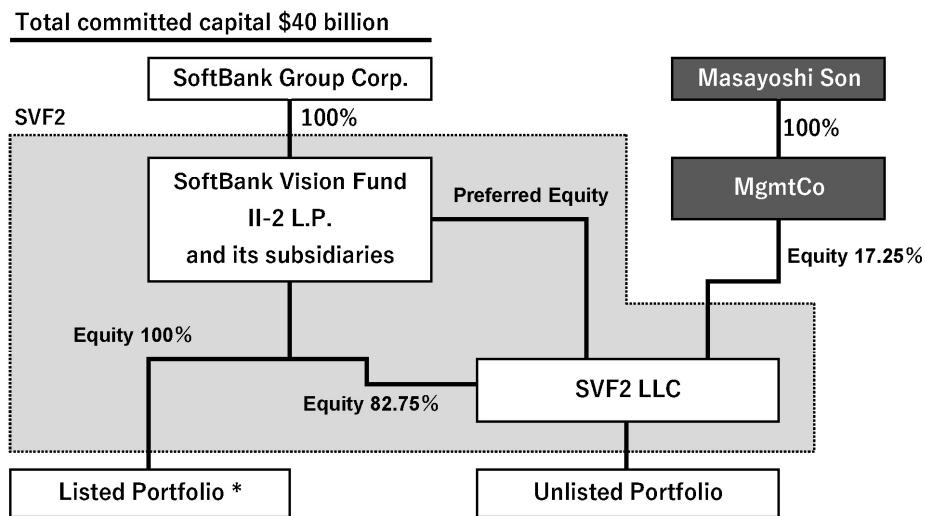 Total committed capital $40 billion
SoftBank Group Corp.
Masayoshi Son
SVF2
100%
100%
SoftBank Vision Fund
II-2 L.P.
and its subsidiaries
Preferred Equity
MgmtCo
Equity 17.25%
Equity 100%
SVF2 LLC
Equity 82.75%
Listed Portfolio *
Unlisted Portfolio